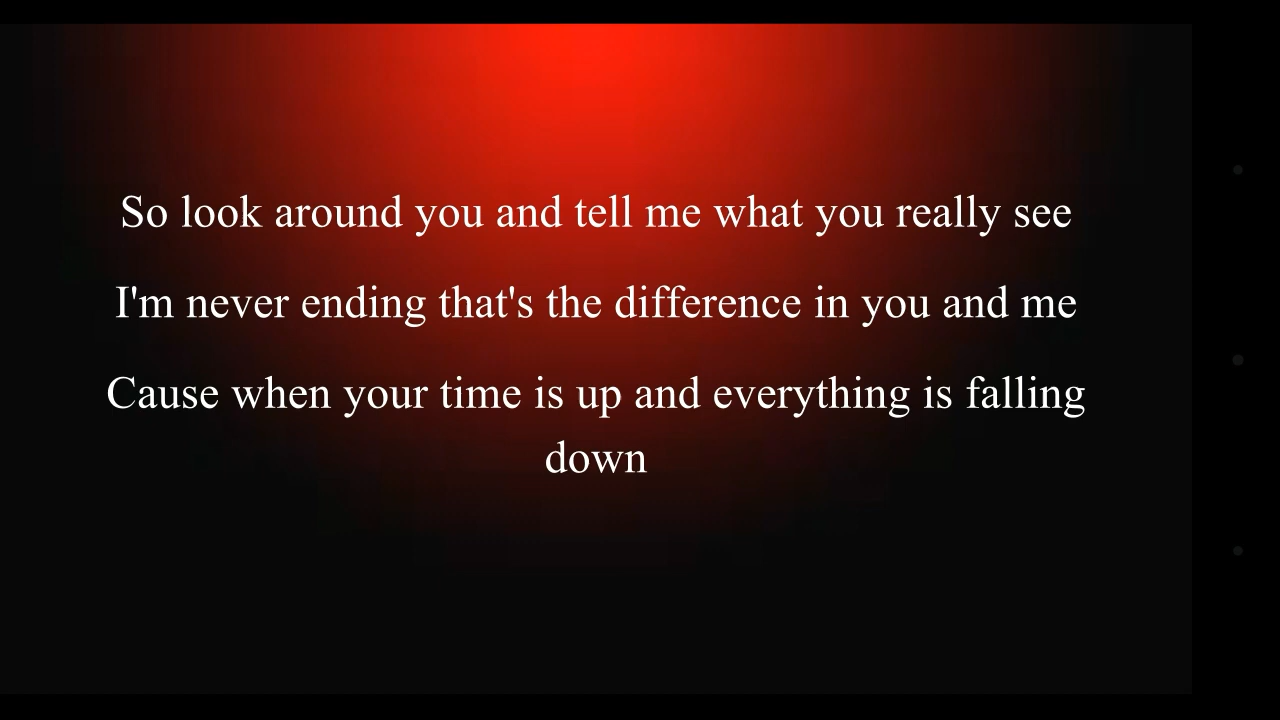 So look around you and tell me what you really see
I'm never ending that's the difference in you and me
Cause when your time is up and everything is falling
down